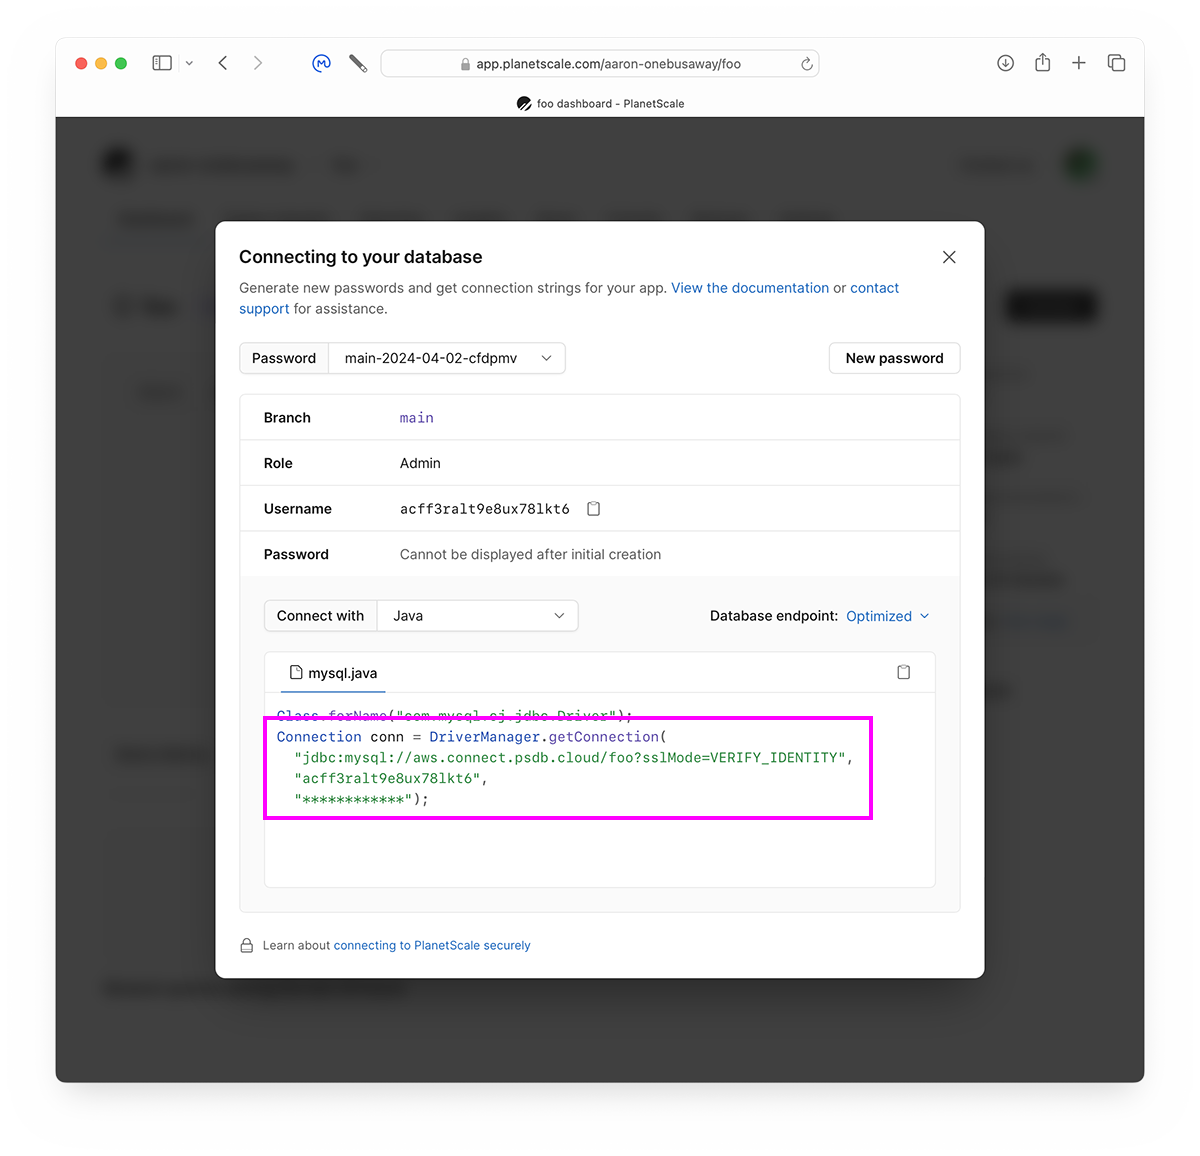 app.planetscale.com/aaron-onebusaway/foo
foo dashboard - PlanetScale
Connecting to your database
Generate new passwords and get connection strings for your app. View the documentation or contact
support for assistance.
Password main-2024-04-02-cfdpmv New password
Branch main
Role Admin
Username acff3ralt9e8ux78lkt6
Password Cannot be displayed after initial creation
Connect with Java Database endpoint: Optimized
mysql.java
Class.forName("com.mysql.cj.jdbc.Driver");
Connection conn = DriverManager.getConnection(
"jdbc:mysql://aws.connect.psdb.cloud/foo?sslMode=VERIFY_IDENTITY",
"acff3ralt9e8ux78lkt6",
"************");
Learn about connecting to PlanetScale securely